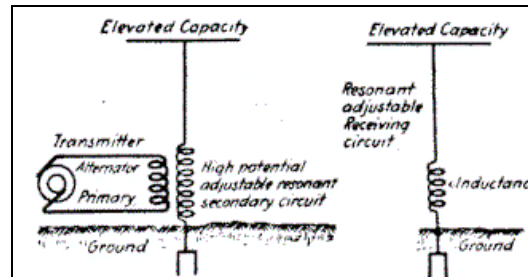 Elevated Capacity
Elevated Capacity
Resonant
adjustable
Receiving
circuit
Transmitter
Alternator
Primary
High potential
adjustable resonant
secondary circuit
Inductance
Ground
Ground